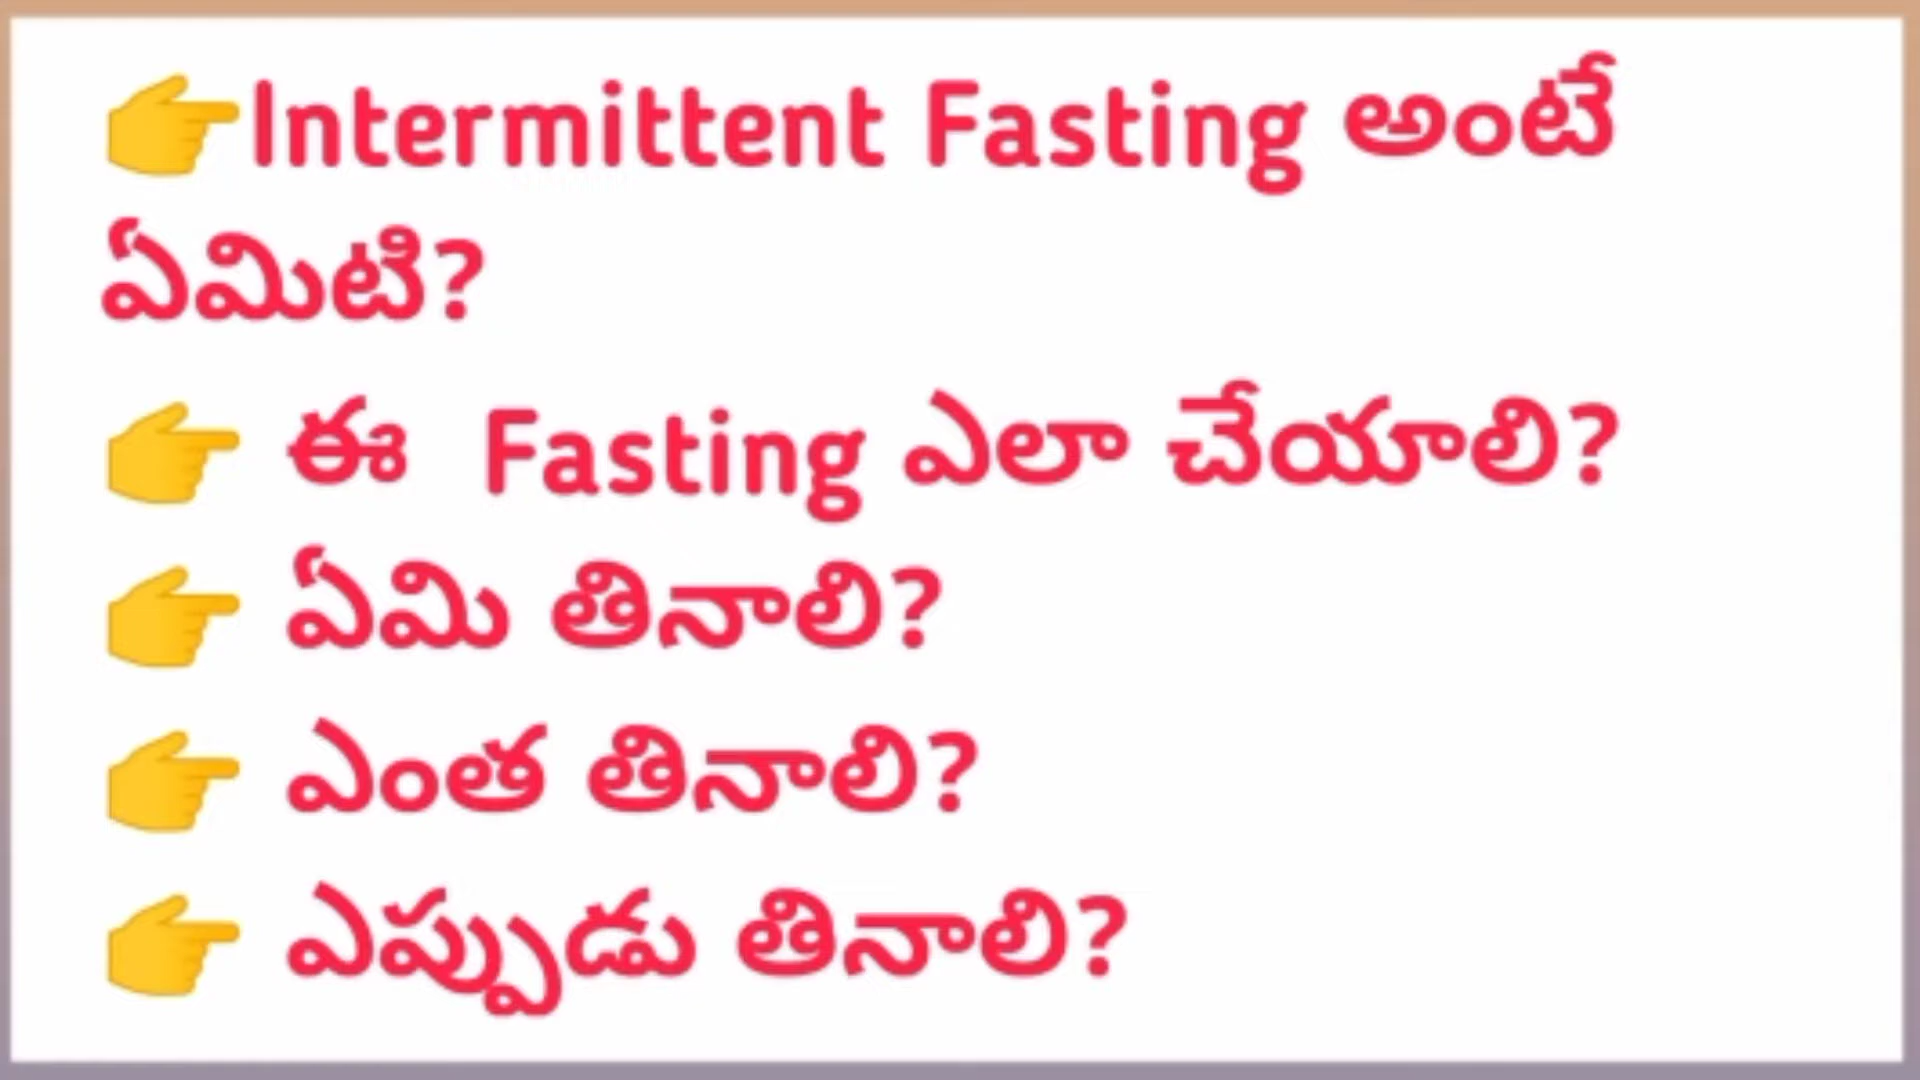 👉Intermittent Fasting అంటే
ఏమిటి?
👉 ఈ Fasting ఎలా చేయాలి?
👉 ఏమి తినాలి?
👉 ఎంత తినాలి?
👉 ఎప్పుడు తినాలి?